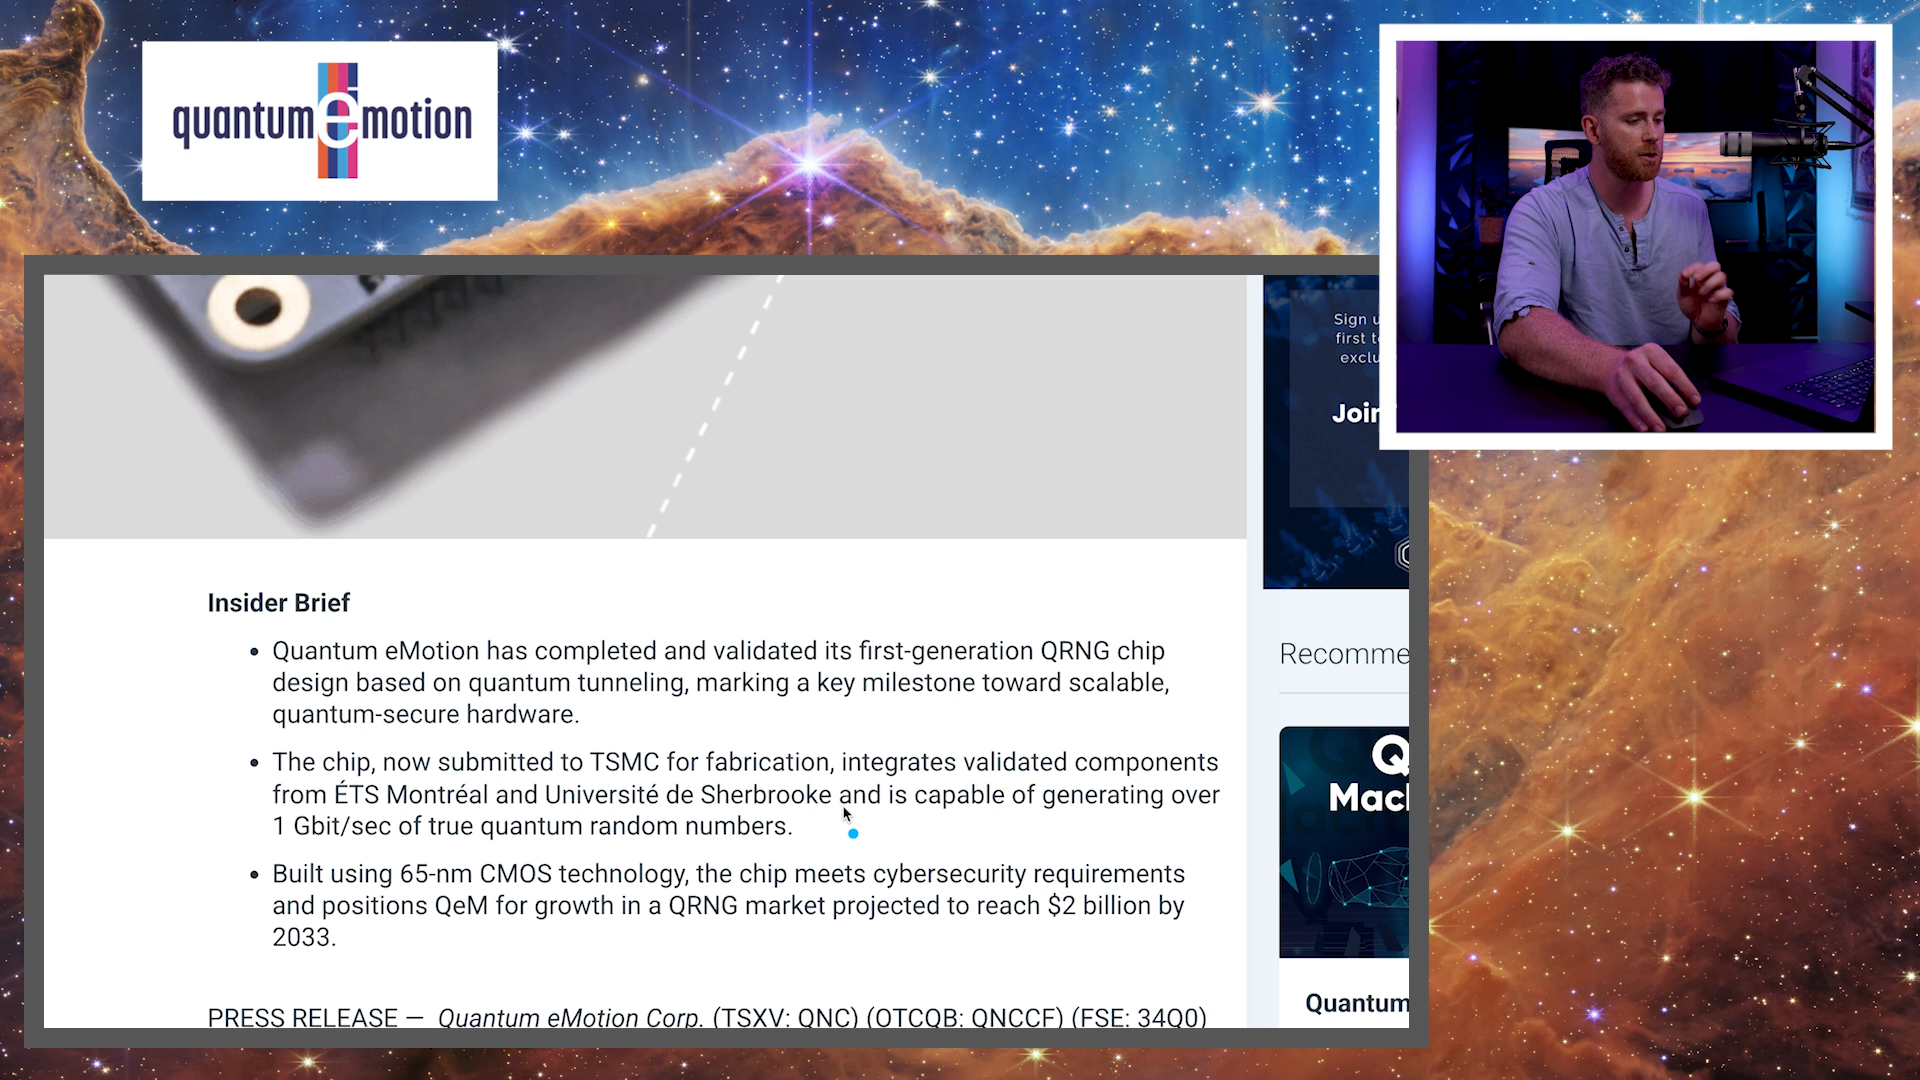 quantum eMotion
Sign u
first t
exclu
Join
Insider Brief
• Quantum eMotion has completed and validated its first-generation QRNG chip
design based on quantum tunneling, marking a key milestone toward scalable,
quantum-secure hardware.
• The chip, now submitted to TSMC for fabrication, integrates validated components
from ÉTS Montréal and Université de Sherbrooke and is capable of generating over
1 Gbit/sec of true quantum random numbers.
• Built using 65-nm CMOS technology, the chip meets cybersecurity requirements
and positions QeM for growth in a QRNG market projected to reach $2 billion by
2033.
PRESS RELEASE — Quantum eMotion Corp. (TSXV: QNC) (OTCQB: QNCCF) (FSE: 34Q0)
Recomme
Q
Mac
Quantum